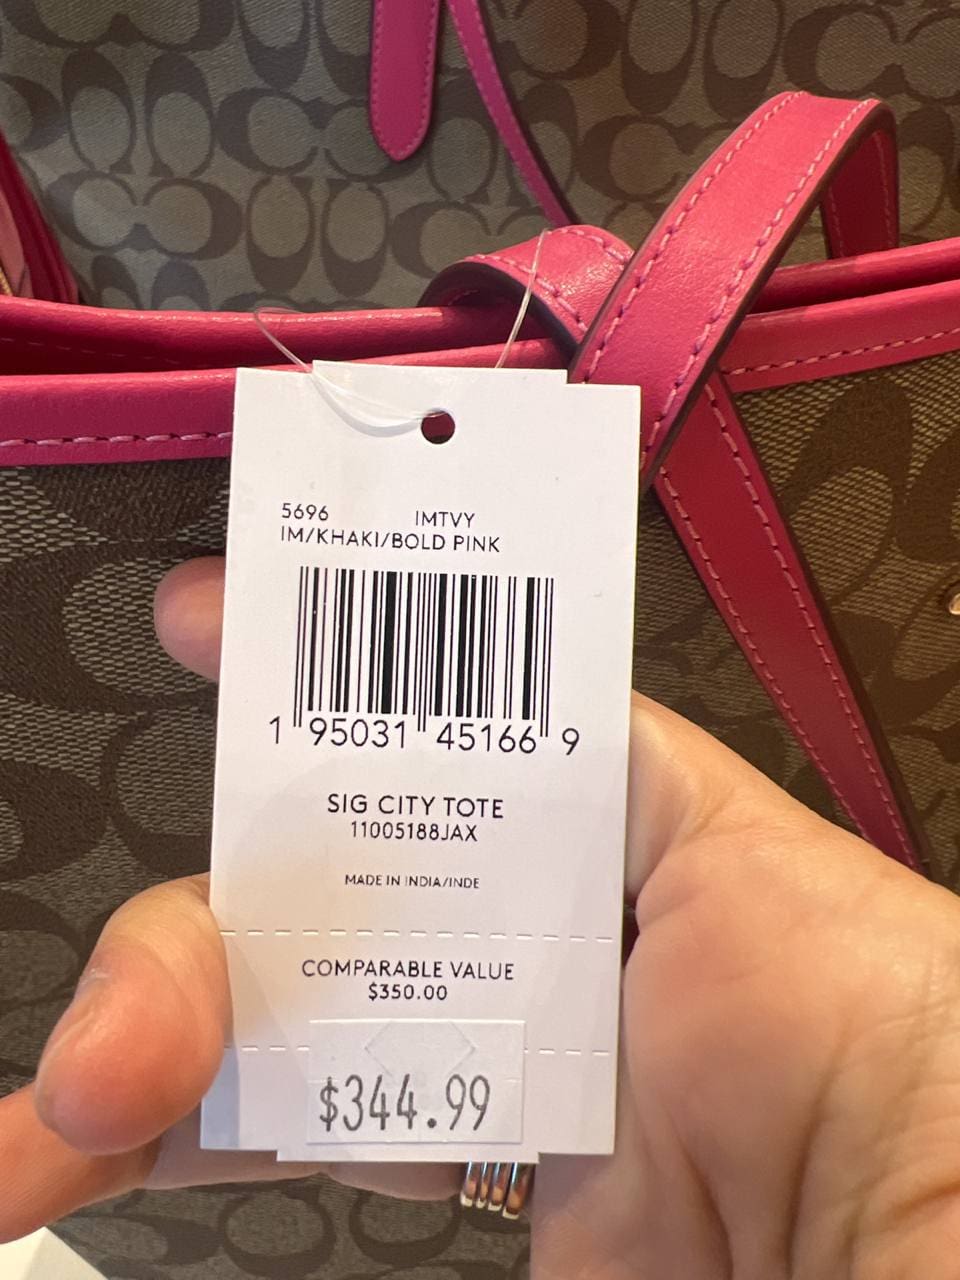 5696 IMTVY
IM/KHAKI/BOLD PINK
1 95031 45166 9
SIG CITY TOTE
11005188JAX
MADE IN INDIA/INDE
COMPARABLE VALUE
$350.00
$344.99